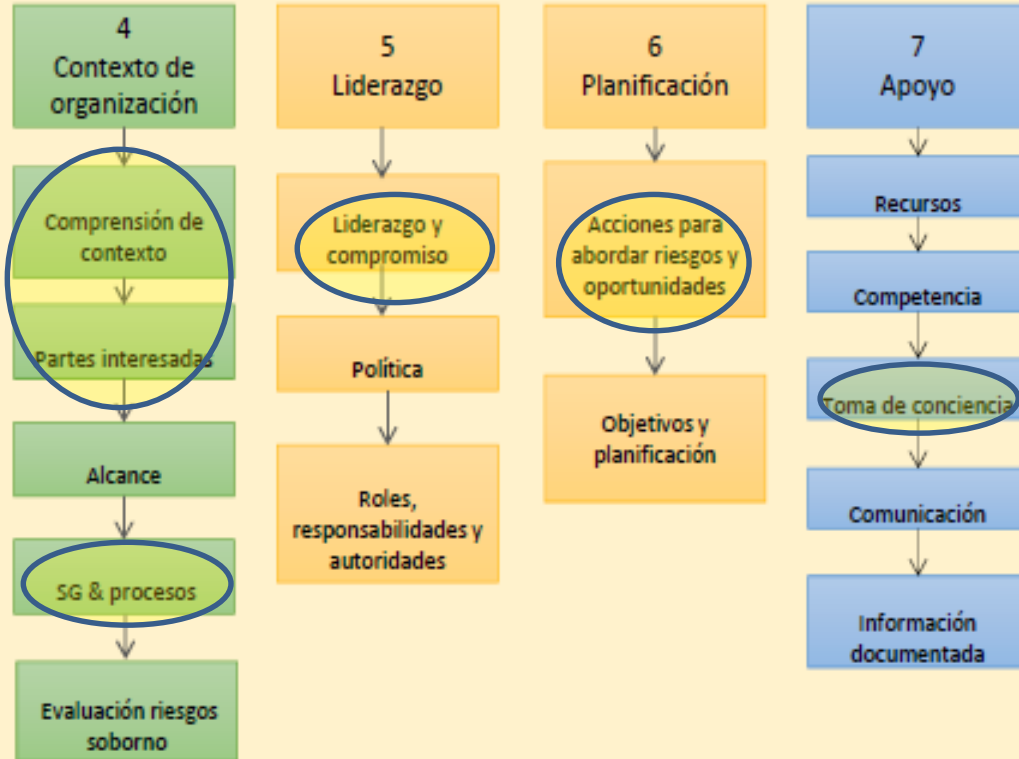 4
Contexto de
organización
Comprensión de
contexto
Partes interesadas
Alcance
SG & procesos
Evaluación riesgos
soborno
5
Liderazgo
Liderazgo y
compromiso
Política
Roles,
responsabilidades y
autoridades
6
Planificación
Acciones para
abordar riesgos y
oportunidades
Objetivos y
planificación
7
Apoyo
Recursos
Competencia
Toma de conciencia
Comunicación
Información
documentada